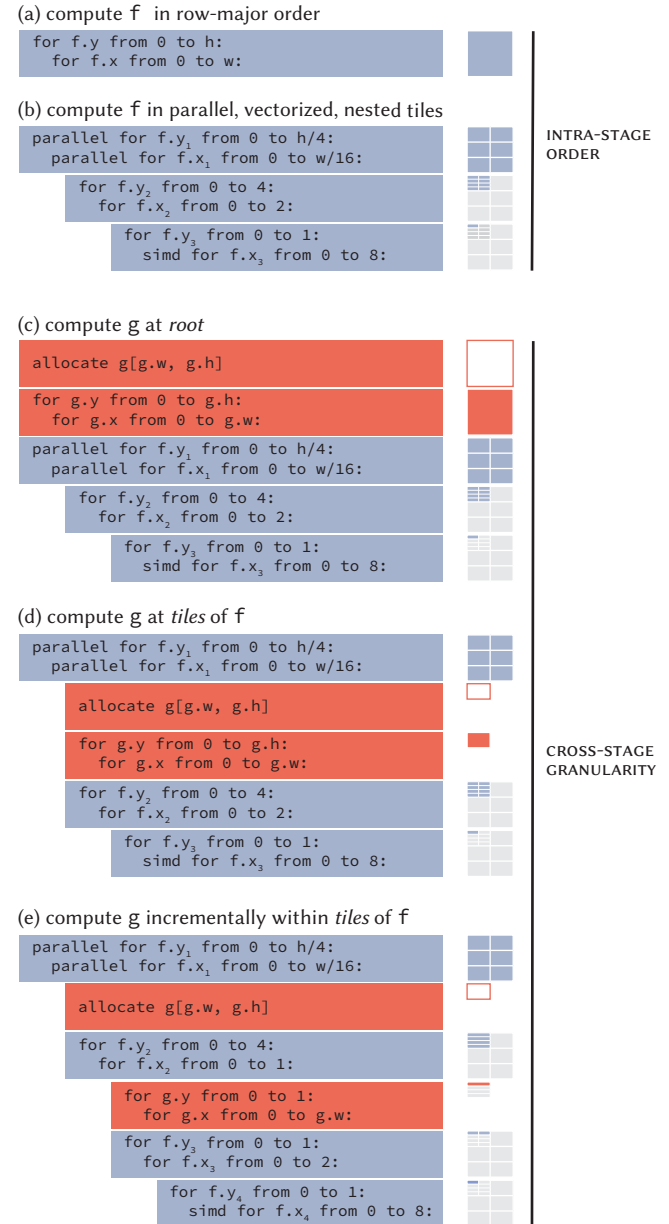 (a) compute f in row-major order
for f.y from 0 to h:
for f.x from 0 to w:
(b) compute f in parallel, vectorized, nested tiles
parallel for f.y₁ from 0 to h/4:
parallel for f.x₁ from 0 to w/16:
for f.y₂ from 0 to 4:
for f.x₂ from 0 to 2:
for f.y₃ from 0 to 1:
simd for f.x₃ from 0 to 8:
INTRA-STAGE
ORDER
(c) compute g at root
allocate g[g.w, g.h]
for g.y from 0 to g.h:
for g.x from 0 to g.w:
parallel for f.y₁ from 0 to h/4:
parallel for f.x₁ from 0 to w/16:
for f.y₂ from 0 to 4:
for f.x₂ from 0 to 2:
for f.y₃ from 0 to 1:
simd for f.x₃ from 0 to 8:
(d) compute g at tiles of f
parallel for f.y₁ from 0 to h/4:
parallel for f.x₁ from 0 to w/16:
allocate g[g.w, g.h]
for g.y from 0 to g.h:
for g.x from 0 to g.w:
for f.y₂ from 0 to 4:
for f.x₂ from 0 to 2:
for f.y₃ from 0 to 1:
simd for f.x₃ from 0 to 8:
CROSS-STAGE
GRANULARITY
(e) compute g incrementally within tiles of f
parallel for f.y₁ from 0 to h/4:
parallel for f.x₁ from 0 to w/16:
allocate g[g.w, g.h]
for f.y₂ from 0 to 4:
for f.x₂ from 0 to 1:
for g.y from 0 to 1:
for g.x from 0 to g.w:
for f.y₃ from 0 to 1:
for f.x₃ from 0 to 2:
for f.y₄ from 0 to 1:
simd for f.x₄ from 0 to 8: